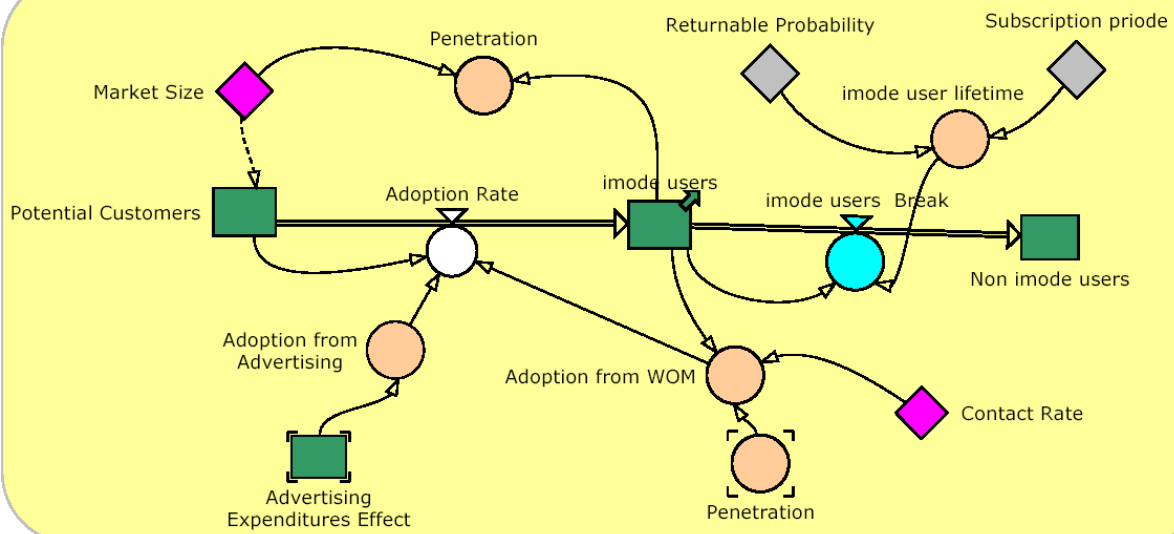 Returnable Probability
Subscription priode
Penetration
Market Size
imode user lifetime
imode users
Adoption Rate
imode users  Break
Potential Customers
Non imode users
Adoption from
Advertising
Adoption from WOM
Contact Rate
Advertising
Expenditures Effect
Penetration